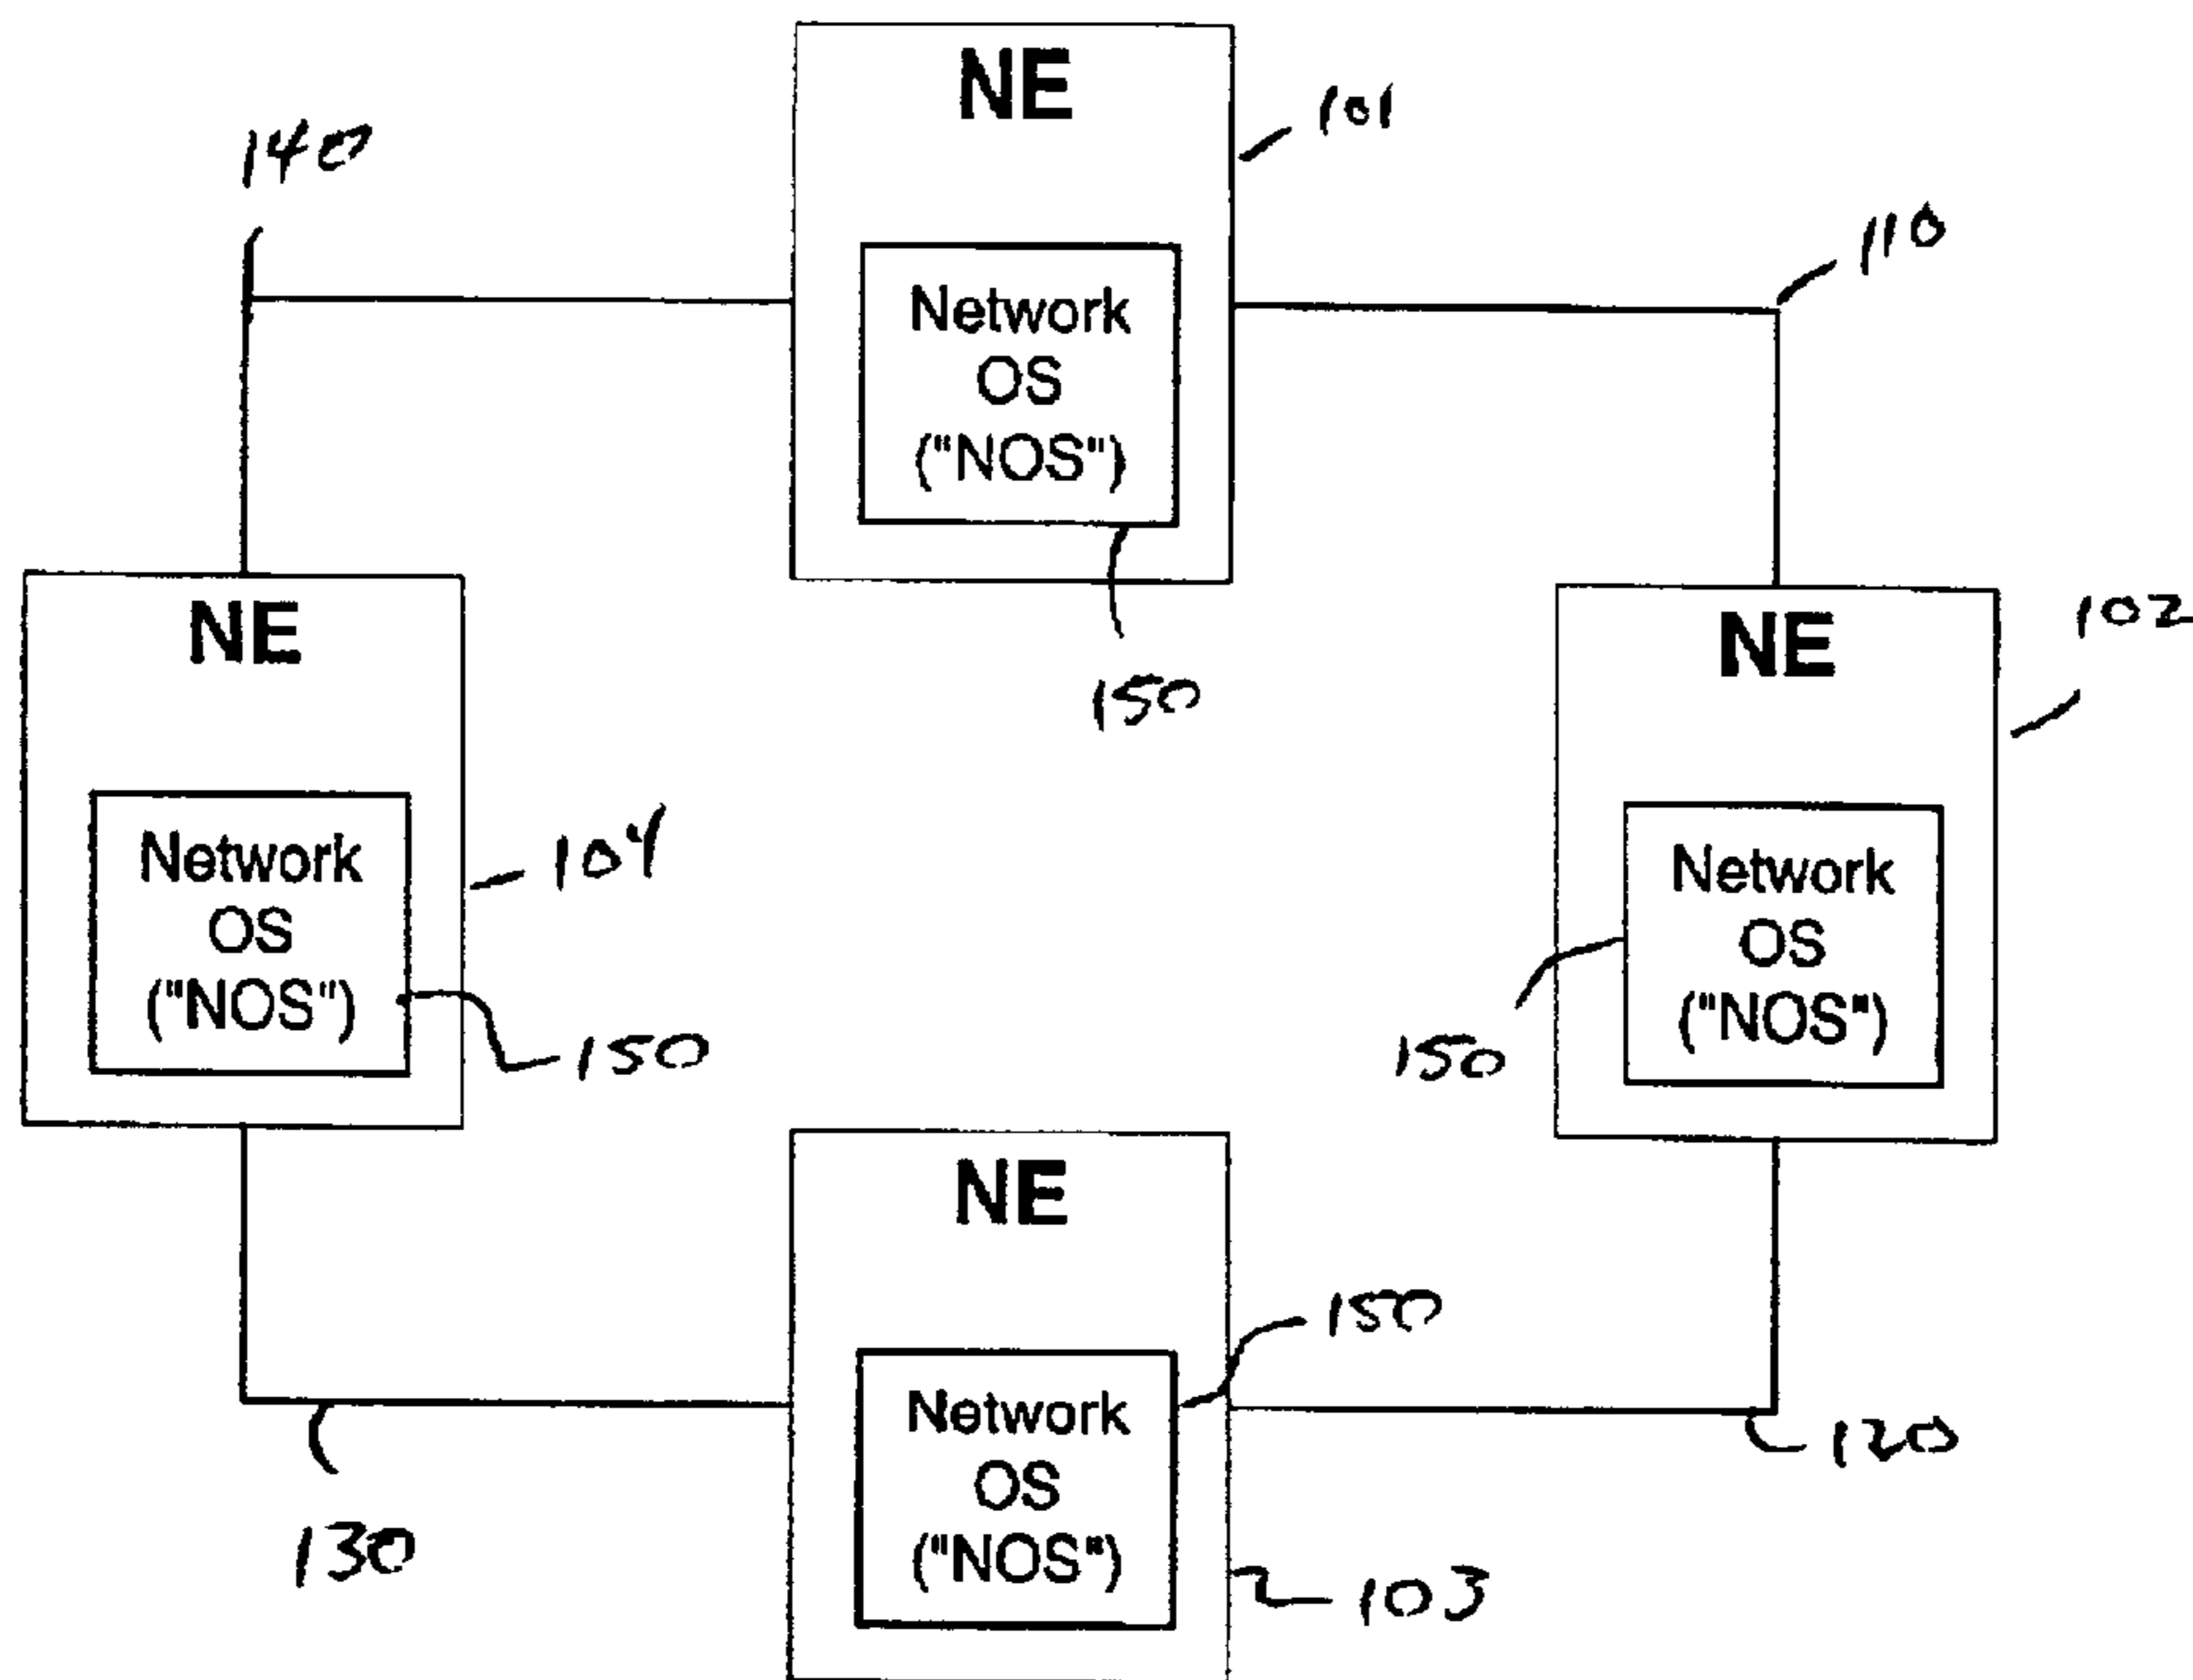 NE
101
140
110
Network
OS
("NOS")
NE
NE
102
150
Network
OS
("NOS")
104
150
Network
OS
("NOS")
150
NE
150
Network
OS
("NOS")
120
130
103